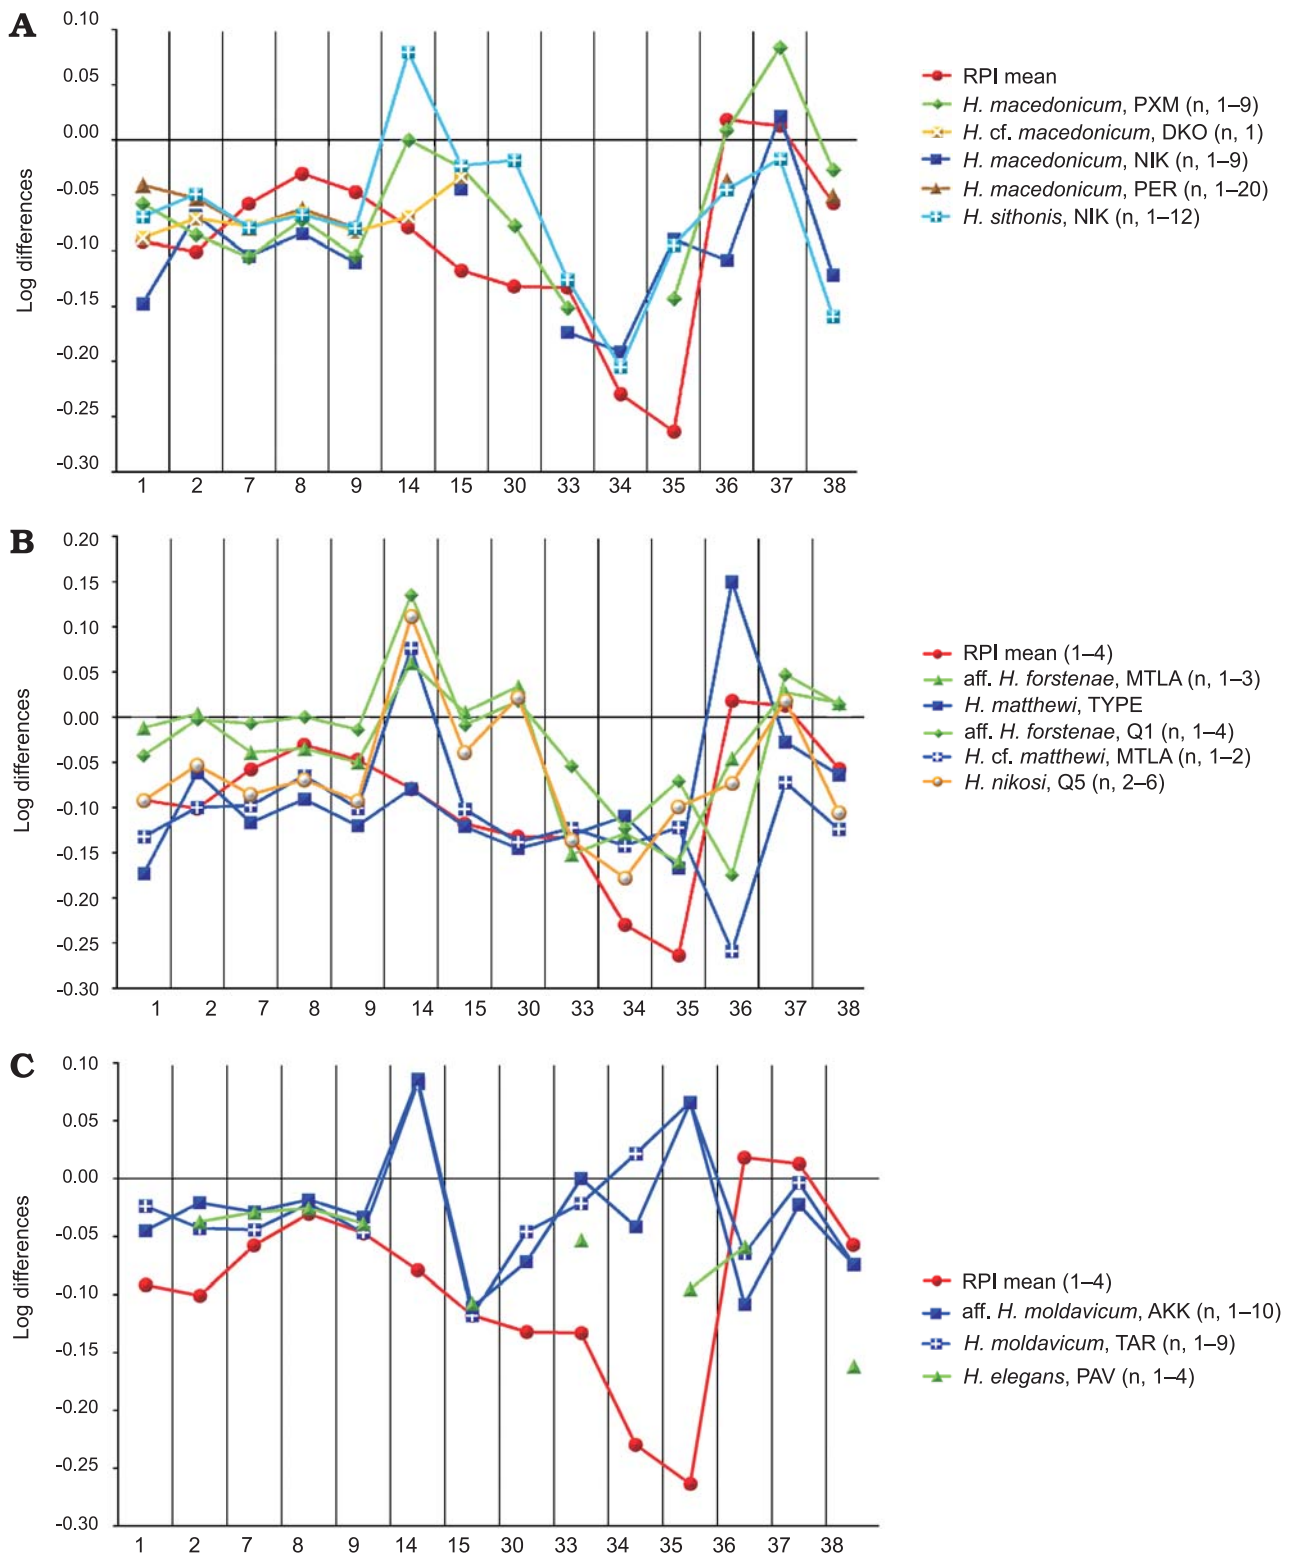 A
0.10
0.05
0.00
-0.05
-0.10
-0.15
-0.20
-0.25
-0.30
Log differences
1 2 7 8 9 14 15 30 33 34 35 36 37 38
RPI mean
H. macedonicum, PXM (n, 1–9)
H. cf. macedonicum, DKO (n, 1)
H. macedonicum, NIK (n, 1–9)
H. macedonicum, PER (n, 1–20)
H. sithonis, NIK (n, 1–12)
B
0.20
0.15
0.10
0.05
0.00
-0.05
-0.10
-0.15
-0.20
-0.25
-0.30
Log differences
1 2 7 8 9 14 15 30 33 34 35 36 37 38
RPI mean (1–4)
aff. H. forstenae, MTLA (n, 1–3)
H. matthewi, TYPE
aff. H. forstenae, Q1 (n, 1–4)
H. cf. matthewi, MTLA (n, 1–2)
H. nikosi, Q5 (n, 2–6)
C
0.10
0.05
0.00
-0.05
-0.10
-0.15
-0.20
-0.25
-0.30
Log differences
1 2 7 8 9 14 15 30 33 34 35 36 37 38
RPI mean (1–4)
aff. H. moldavicum, AKK (n, 1–10)
H. moldavicum, TAR (n, 1–9)
H. elegans, PAV (n, 1–4)